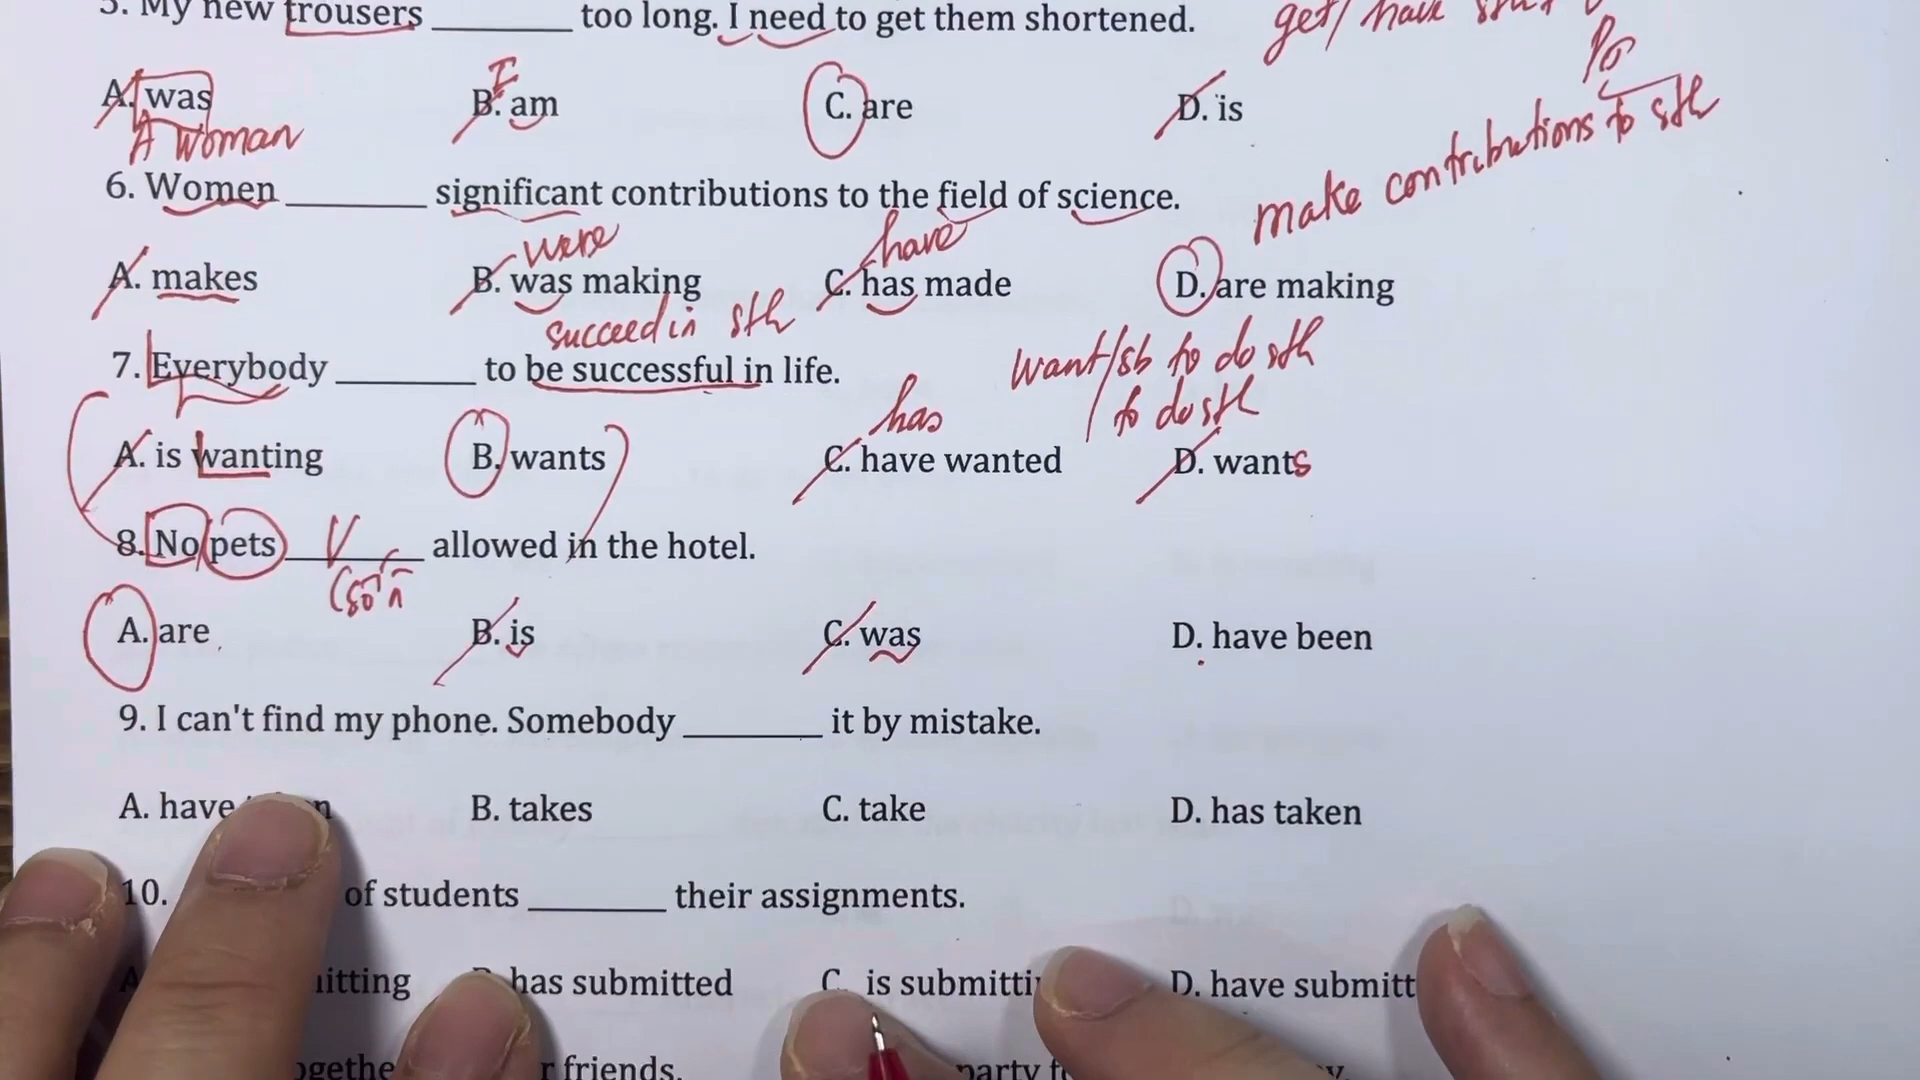 5. My new trousers ________ too long. I need to get them shortened.
get/ have
Pō
A. was
I
B. am
C. are
D. is
A woman
make contributions to sth
6. Women ________ significant contributions to the field of science.
were
have
A. makes
B. was making
C. has made
D. are making
succeed in sth
want/sb to do sth
7. Everybody ________ to be successful in life.
/ to do sth
has
A. is wanting
B. wants
C. have wanted
D. wants
8. No pets ________ allowed in the hotel.
V
A. are
B. is
C. was
D. have been
9. I can't find my phone. Somebody ________ it by mistake.
A. have
B. takes
C. take
D. has taken
10. of students ________ their assignments.
has submitted
C. is
D. have
friends.
party